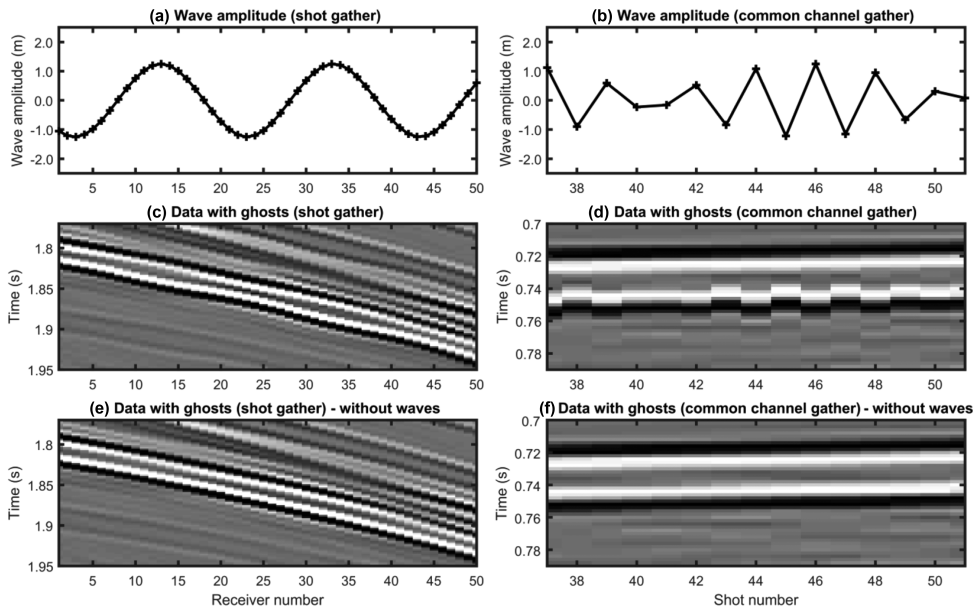 (a) Wave amplitude (shot gather)
Wave amplitude (m)
2.0
1.0
0.0
-1.0
-2.0
5 10 15 20 25 30 35 40 45 50
(b) Wave amplitude (common channel gather)
Wave amplitude (m)
2.0
1.0
0.0
-1.0
-2.0
38 40 42 44 46 48 50
(c) Data with ghosts (shot gather)
Time (s)
1.8
1.85
1.9
1.95
5 10 15 20 25 30 35 40 45 50
(d) Data with ghosts (common channel gather)
Time (s)
0.7
0.72
0.74
0.76
0.78
38 40 42 44 46 48 50
(e) Data with ghosts (shot gather) - without waves
Time (s)
1.8
1.85
1.9
1.95
5 10 15 20 25 30 35 40 45 50
Receiver number
(f) Data with ghosts (common channel gather) - without waves
Time (s)
0.7
0.72
0.74
0.76
0.78
38 40 42 44 46 48 50
Shot number